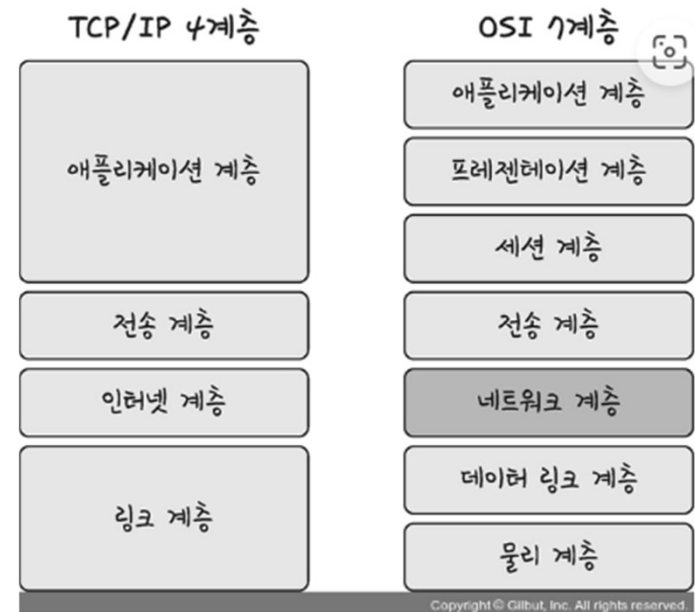 TCP/IP 4계층
애플리케이션 계층
전송 계층
인터넷 계층
링크 계층
OSI 7계층
애플리케이션 계층
프레젠테이션 계층
세션 계층
전송 계층
네트워크 계층
데이터 링크 계층
물리 계층
Copyright © Gilbut, Inc. All rights reserved.